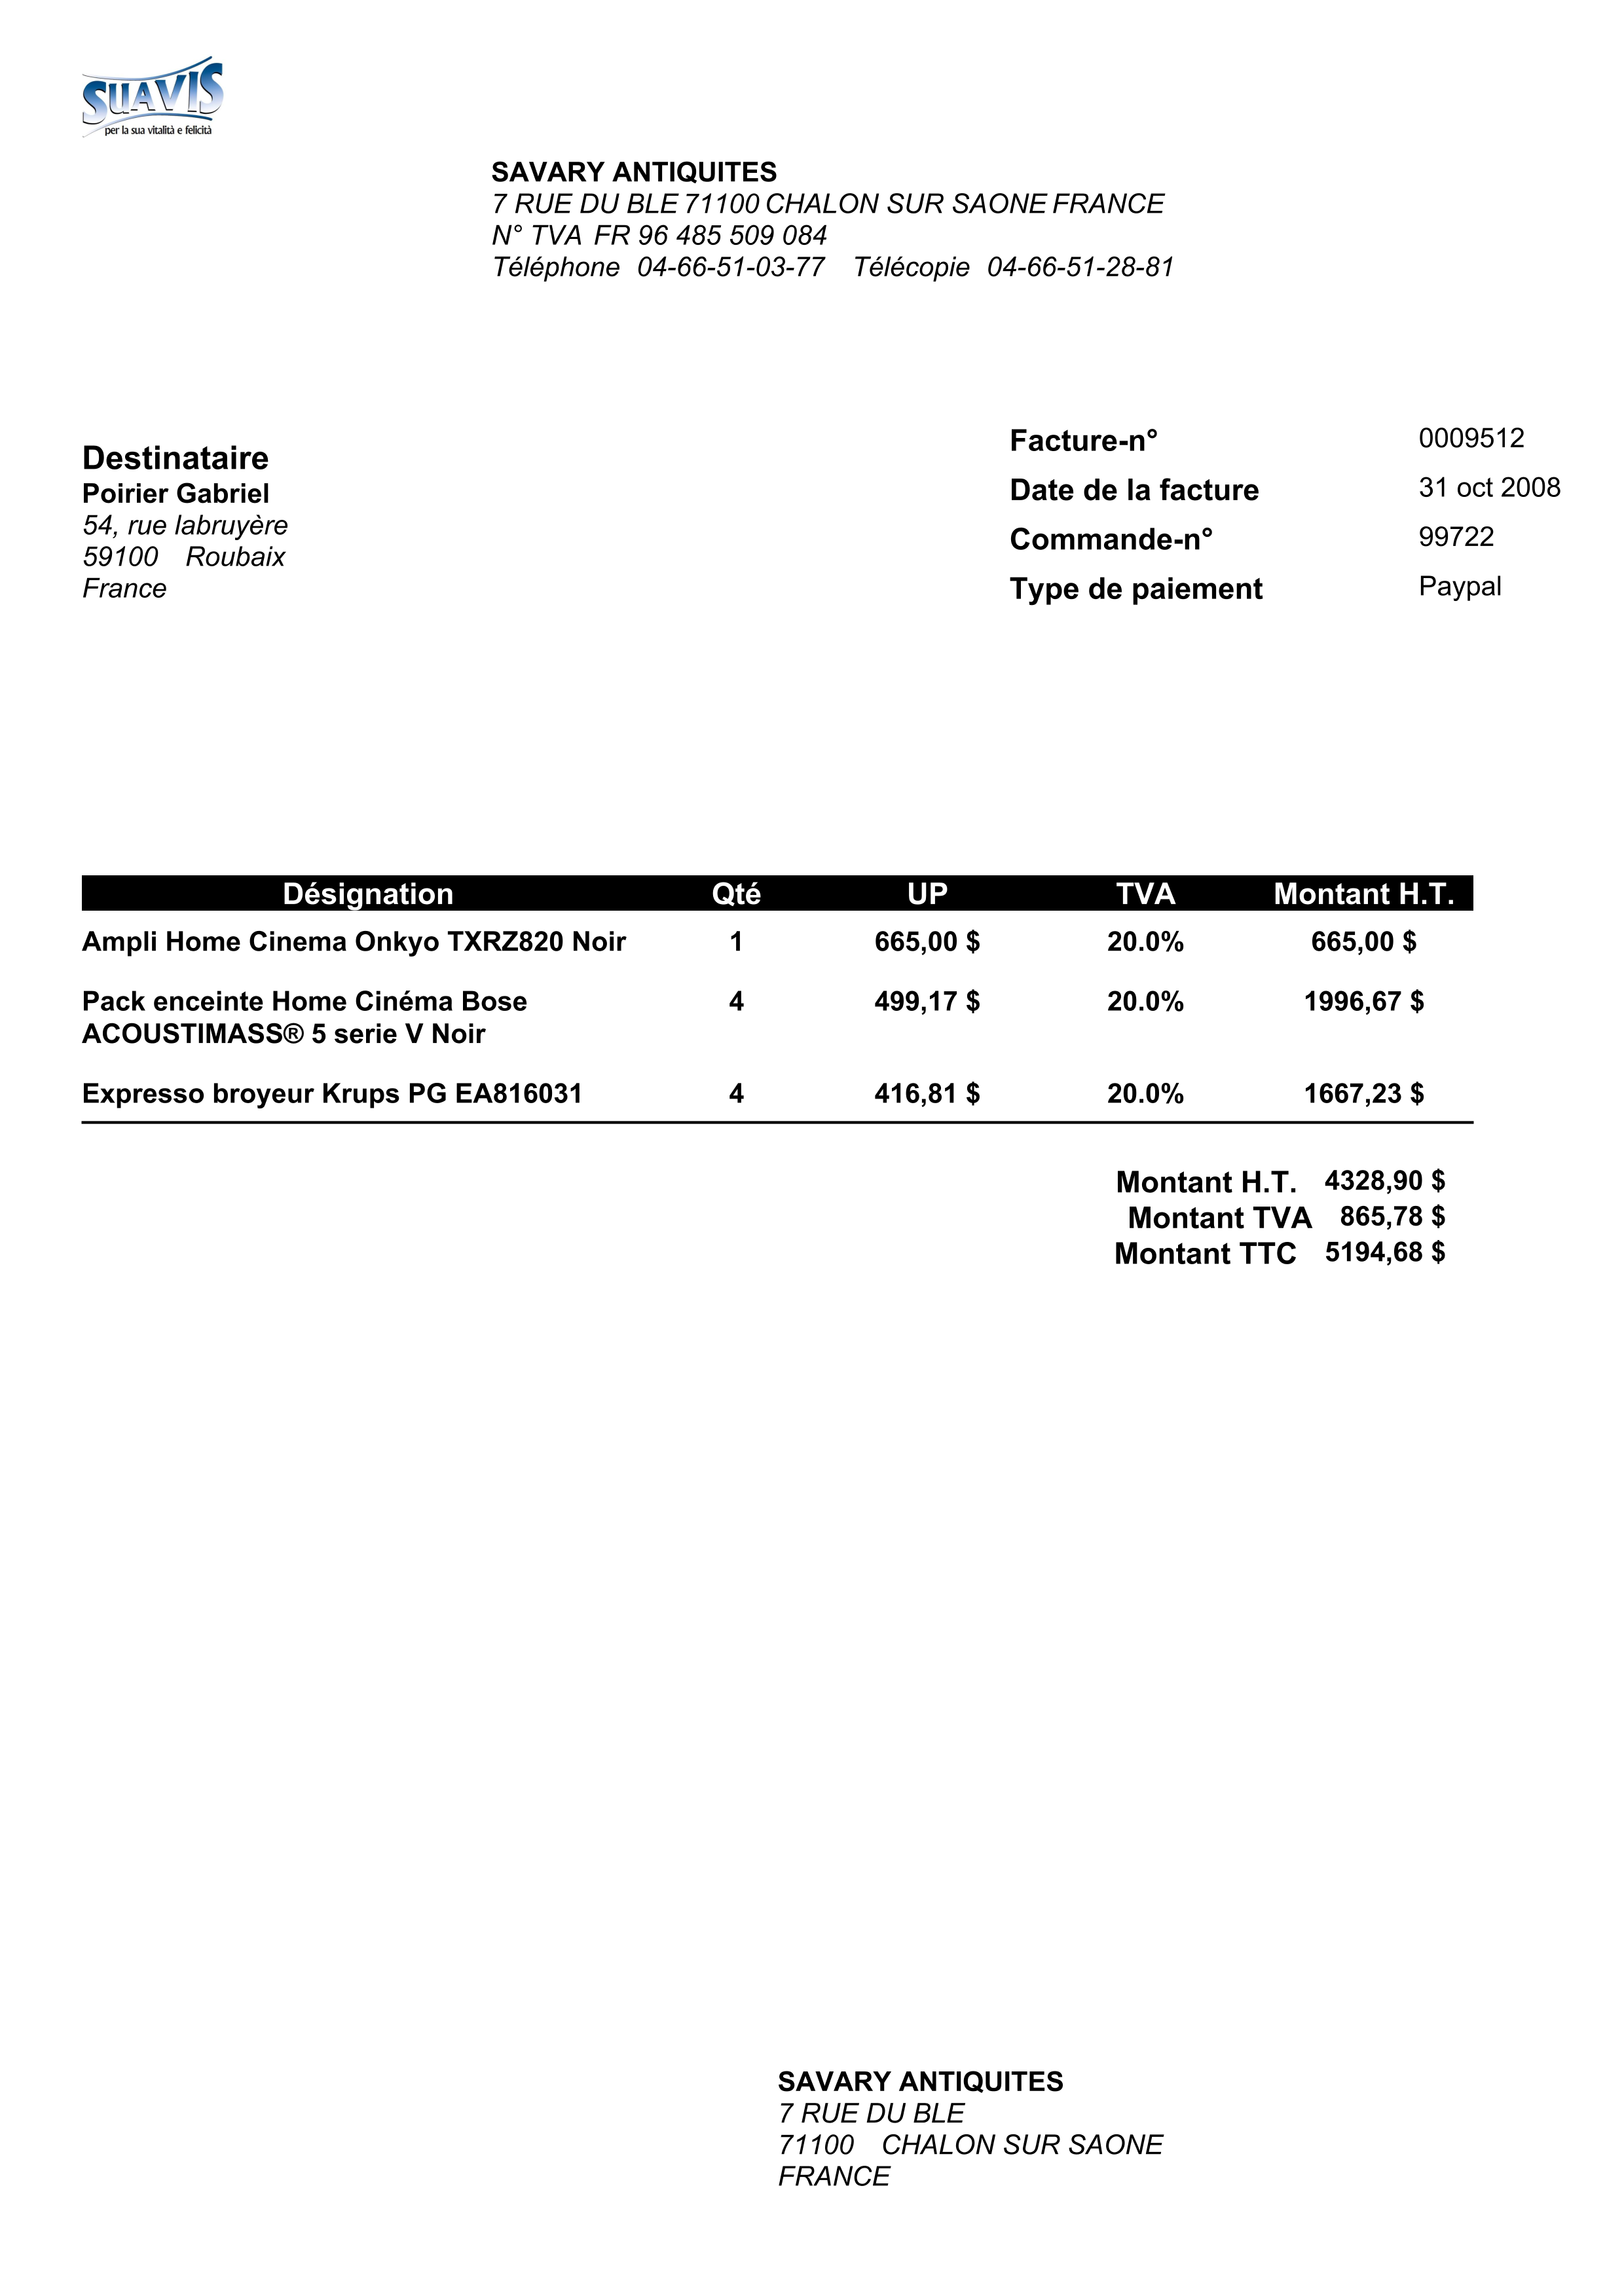 SUAVIS
per la sua vitalità e felicità
SAVARY ANTIQUITES
7 RUE DU BLE 71100 CHALON SUR SAONE FRANCE
N° TVA FR 96 485 509 084
Téléphone 04-66-51-03-77 Télécopie 04-66-51-28-81
Destinataire
Poirier Gabriel
54, rue labruyère
59100 Roubaix
France
Facture-n° 0009512
Date de la facture 31 oct 2008
Commande-n° 99722
Type de paiement Paypal
Désignation Qté UP TVA Montant H.T.
Ampli Home Cinema Onkyo TXRZ820 Noir 1 665,00 $ 20.0% 665,00 $
Pack enceinte Home Cinéma Bose 4 499,17 $ 20.0% 1996,67 $
ACOUSTIMASS® 5 serie V Noir
Expresso broyeur Krups PG EA816031 4 416,81 $ 20.0% 1667,23 $
Montant H.T. 4328,90 $
Montant TVA 865,78 $
Montant TTC 5194,68 $
SAVARY ANTIQUITES
7 RUE DU BLE
71100 CHALON SUR SAONE
FRANCE